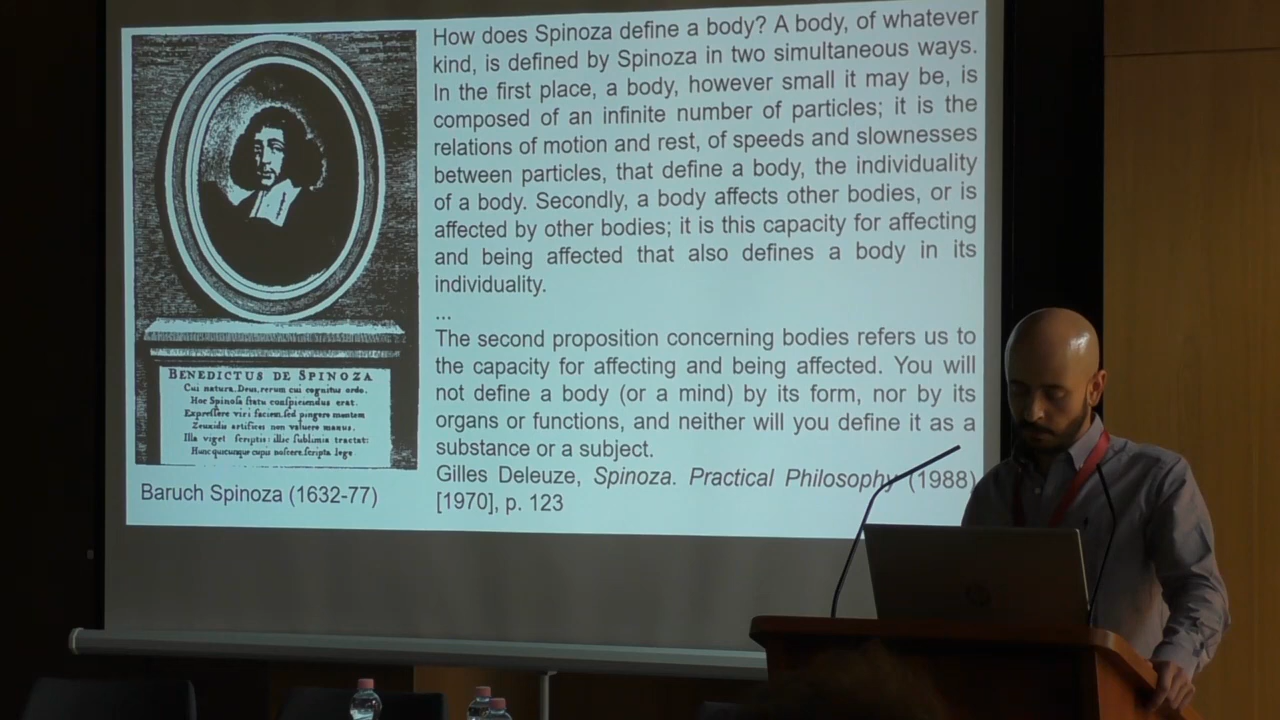 How does Spinoza define a body? A body, of whatever
kind, is defined by Spinoza in two simultaneous ways.
In the first place, a body, however small it may be, is
composed of an infinite number of particles; it is the
relations of motion and rest, of speeds and slownesses
between particles, that define a body, the individuality
of a body. Secondly, a body affects other bodies, or is
affected by other bodies; it is this capacity for affecting
and being affected that also defines a body in its
individuality.
...
The second proposition concerning bodies refers us to
the capacity for affecting and being affected. You will
not define a body (or a mind) by its form, nor by its
organs or functions, and neither will you define it as a
substance or a subject.
Gilles Deleuze, Spinoza. Practical Philosophy (1988)
[1970], p. 123
BENEDICTUS DE SPINOZA
Cui natura, Deus, rerum cui cognitus ordo,
Hoc Spinosa ſtatu conſpiciendus erat.
Expreſſere viri faciem, ſed pingere mentem
Zeuxidis artifices non valuere manus.
Illa viget ſcriptis: illic ſublimia tractat:
Hunc quicunque cupis noſcere, ſcripta lege
Baruch Spinoza (1632-77)